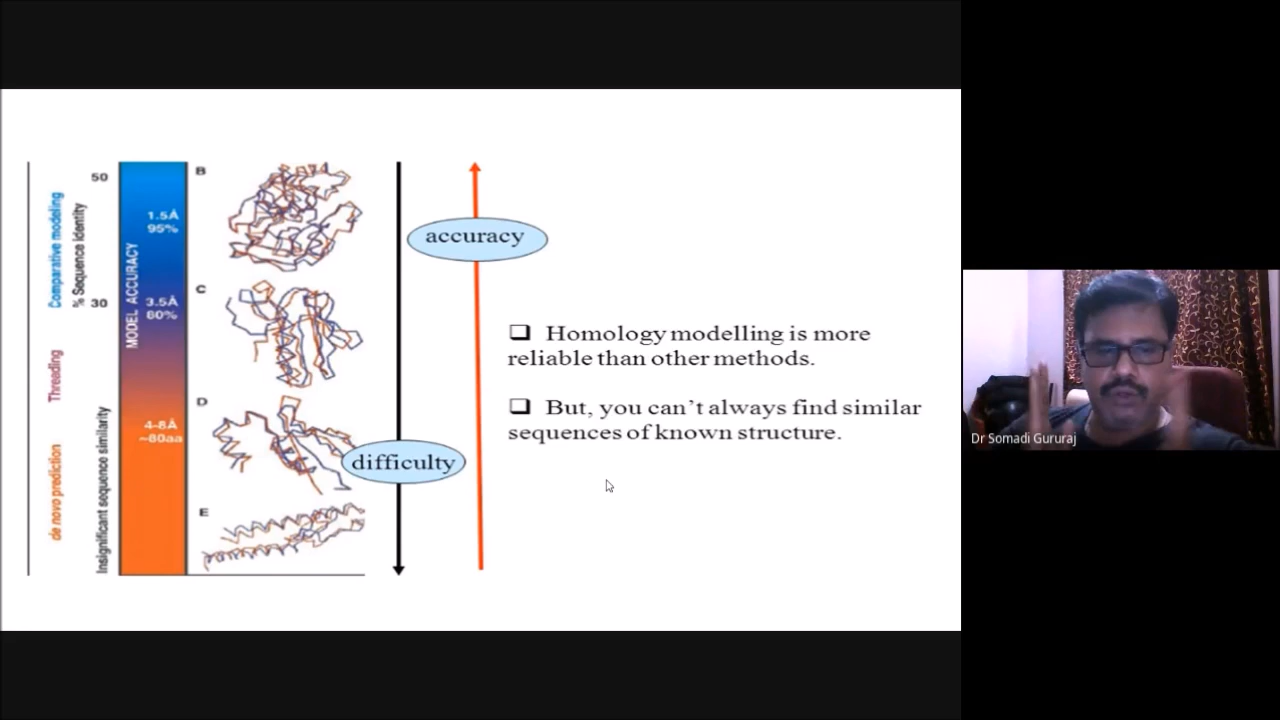 Comparative modeling
% Sequence identity
Threading
de novo prediction
Insignificant sequence similarity
50
30
MODEL ACCURACY
1.5Å
95%
3.5Å
80%
4-8Å
~80aa
B
C
D
E
accuracy
difficulty
❑ Homology modelling is more
reliable than other methods.
❑ But, you can’t always find similar
sequences of known structure.
Dr Somadi Gururaj